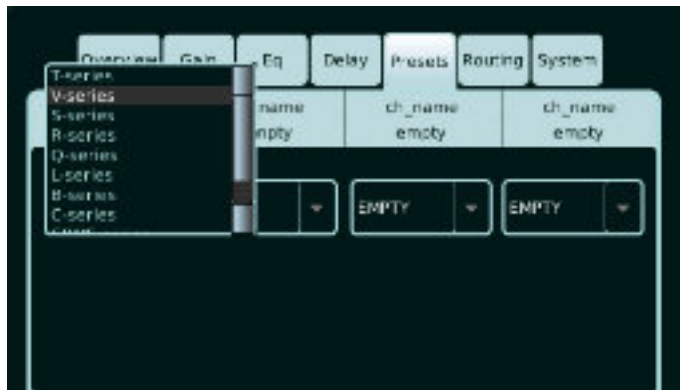 Overview Gain Eq Delay Presets Routing System
T-series
V-series
S-series
R-series
Q-series
L-series
B-series
C-series
name ch_name ch_name
empty empty
EMPTY EMPTY